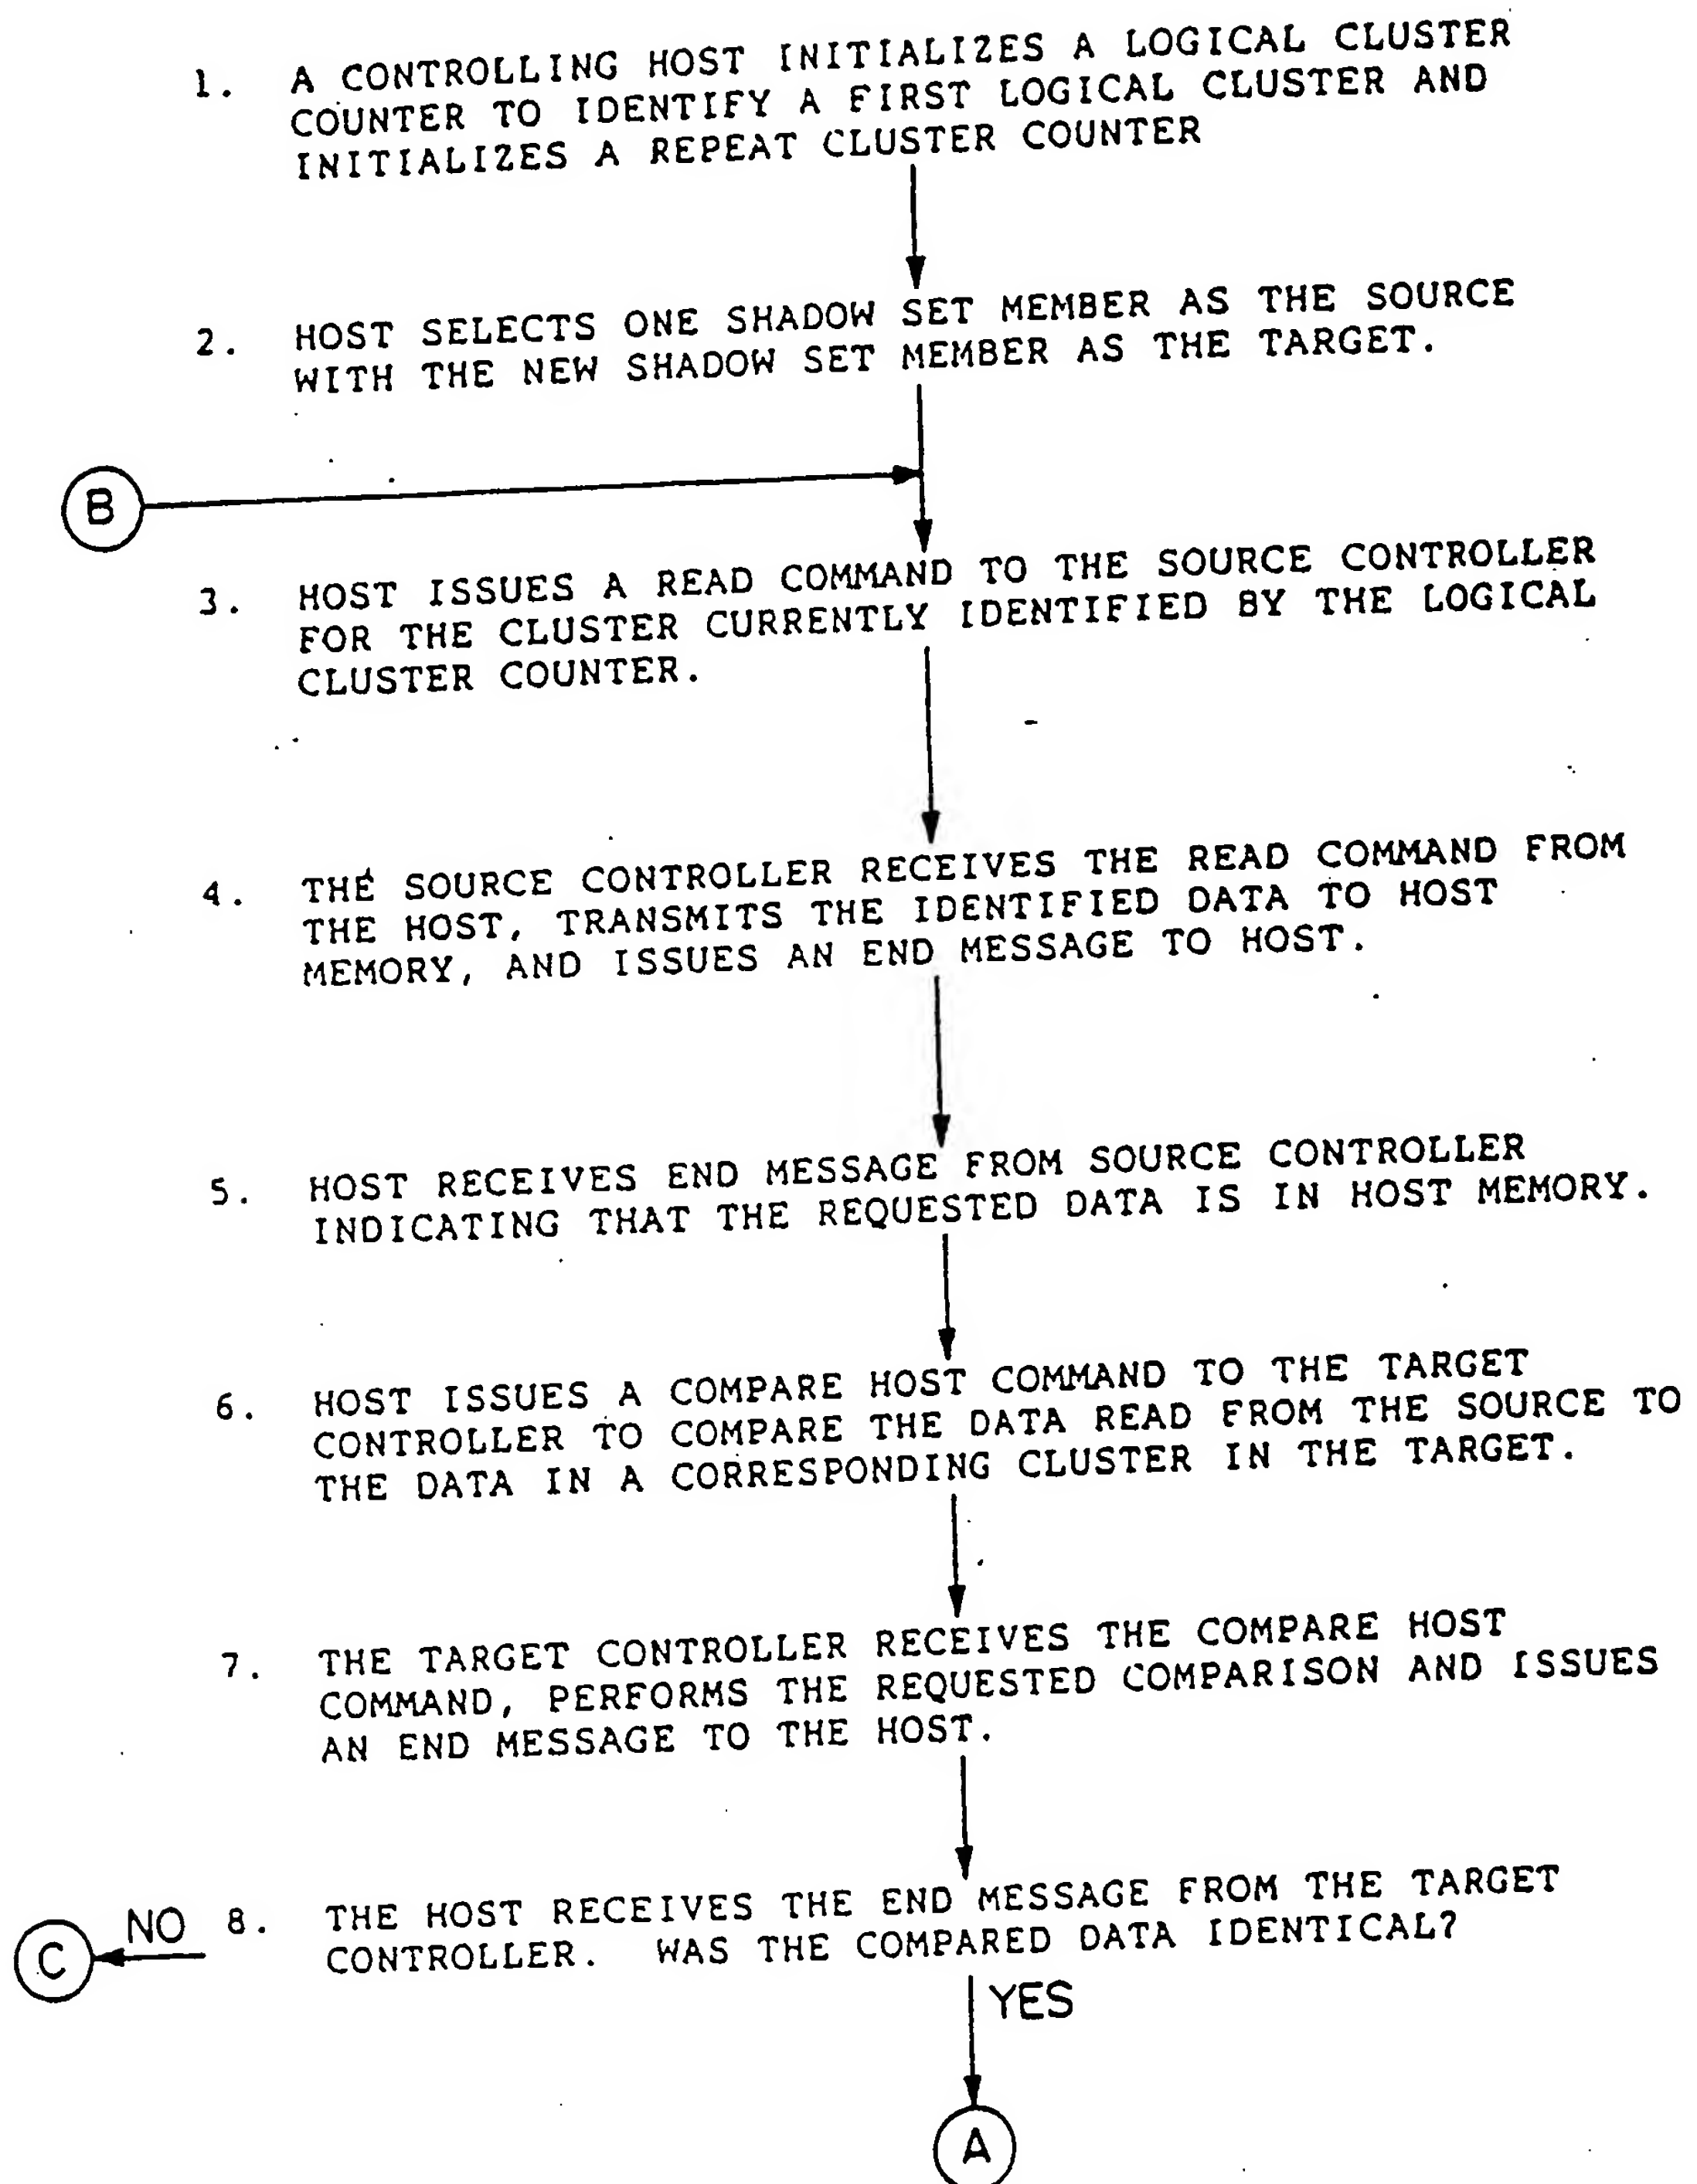 1. A CONTROLLING HOST INITIALIZES A LOGICAL CLUSTER
COUNTER TO IDENTIFY A FIRST LOGICAL CLUSTER AND
INITIALIZES A REPEAT CLUSTER COUNTER
2. HOST SELECTS ONE SHADOW SET MEMBER AS THE SOURCE
WITH THE NEW SHADOW SET MEMBER AS THE TARGET.
B
3. HOST ISSUES A READ COMMAND TO THE SOURCE CONTROLLER
FOR THE CLUSTER CURRENTLY IDENTIFIED BY THE LOGICAL
CLUSTER COUNTER.
4. THE SOURCE CONTROLLER RECEIVES THE READ COMMAND FROM
THE HOST, TRANSMITS THE IDENTIFIED DATA TO HOST
MEMORY, AND ISSUES AN END MESSAGE TO HOST.
5. HOST RECEIVES END MESSAGE FROM SOURCE CONTROLLER
INDICATING THAT THE REQUESTED DATA IS IN HOST MEMORY.
6. HOST ISSUES A COMPARE HOST COMMAND TO THE TARGET
CONTROLLER TO COMPARE THE DATA READ FROM THE SOURCE TO
THE DATA IN A CORRESPONDING CLUSTER IN THE TARGET.
7. THE TARGET CONTROLLER RECEIVES THE COMPARE HOST
COMMAND, PERFORMS THE REQUESTED COMPARISON AND ISSUES
AN END MESSAGE TO THE HOST.
C NO 8. THE HOST RECEIVES THE END MESSAGE FROM THE TARGET
CONTROLLER. WAS THE COMPARED DATA IDENTICAL?
YES
A